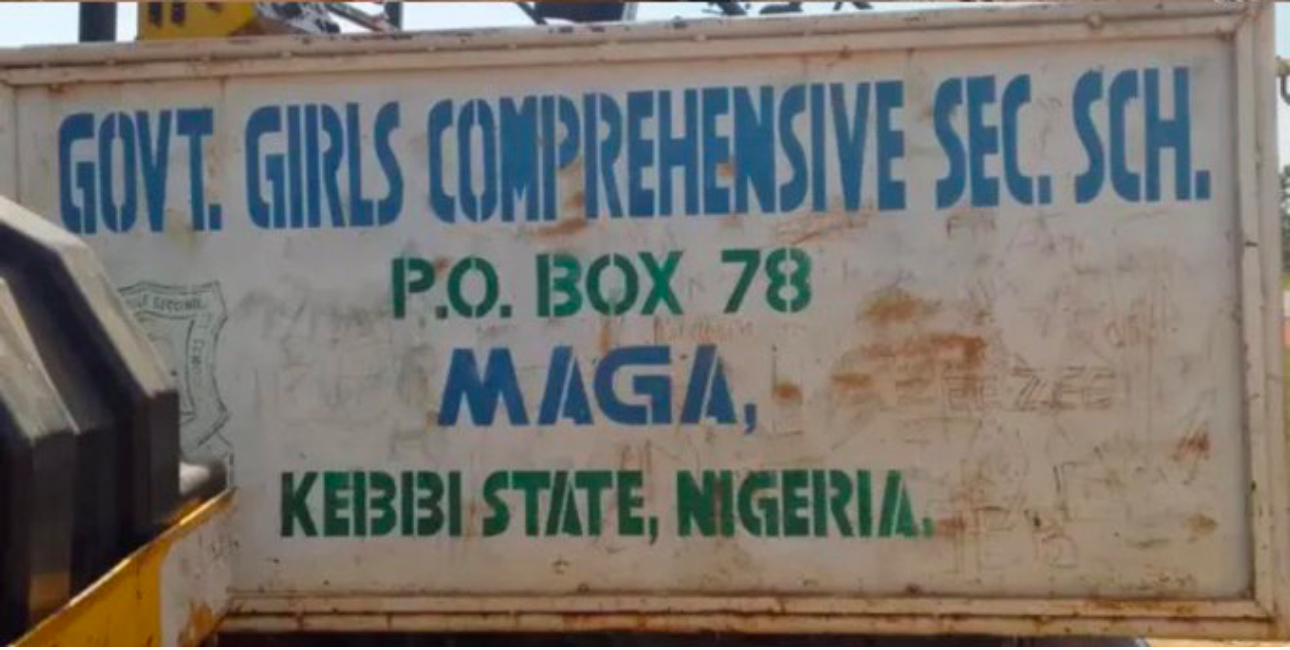 GOVT. GIRLS COMPREHENSIVE SEC. SCH.
P.O. BOX 78
MAGA,
KEBBI STATE, NIGERIA.